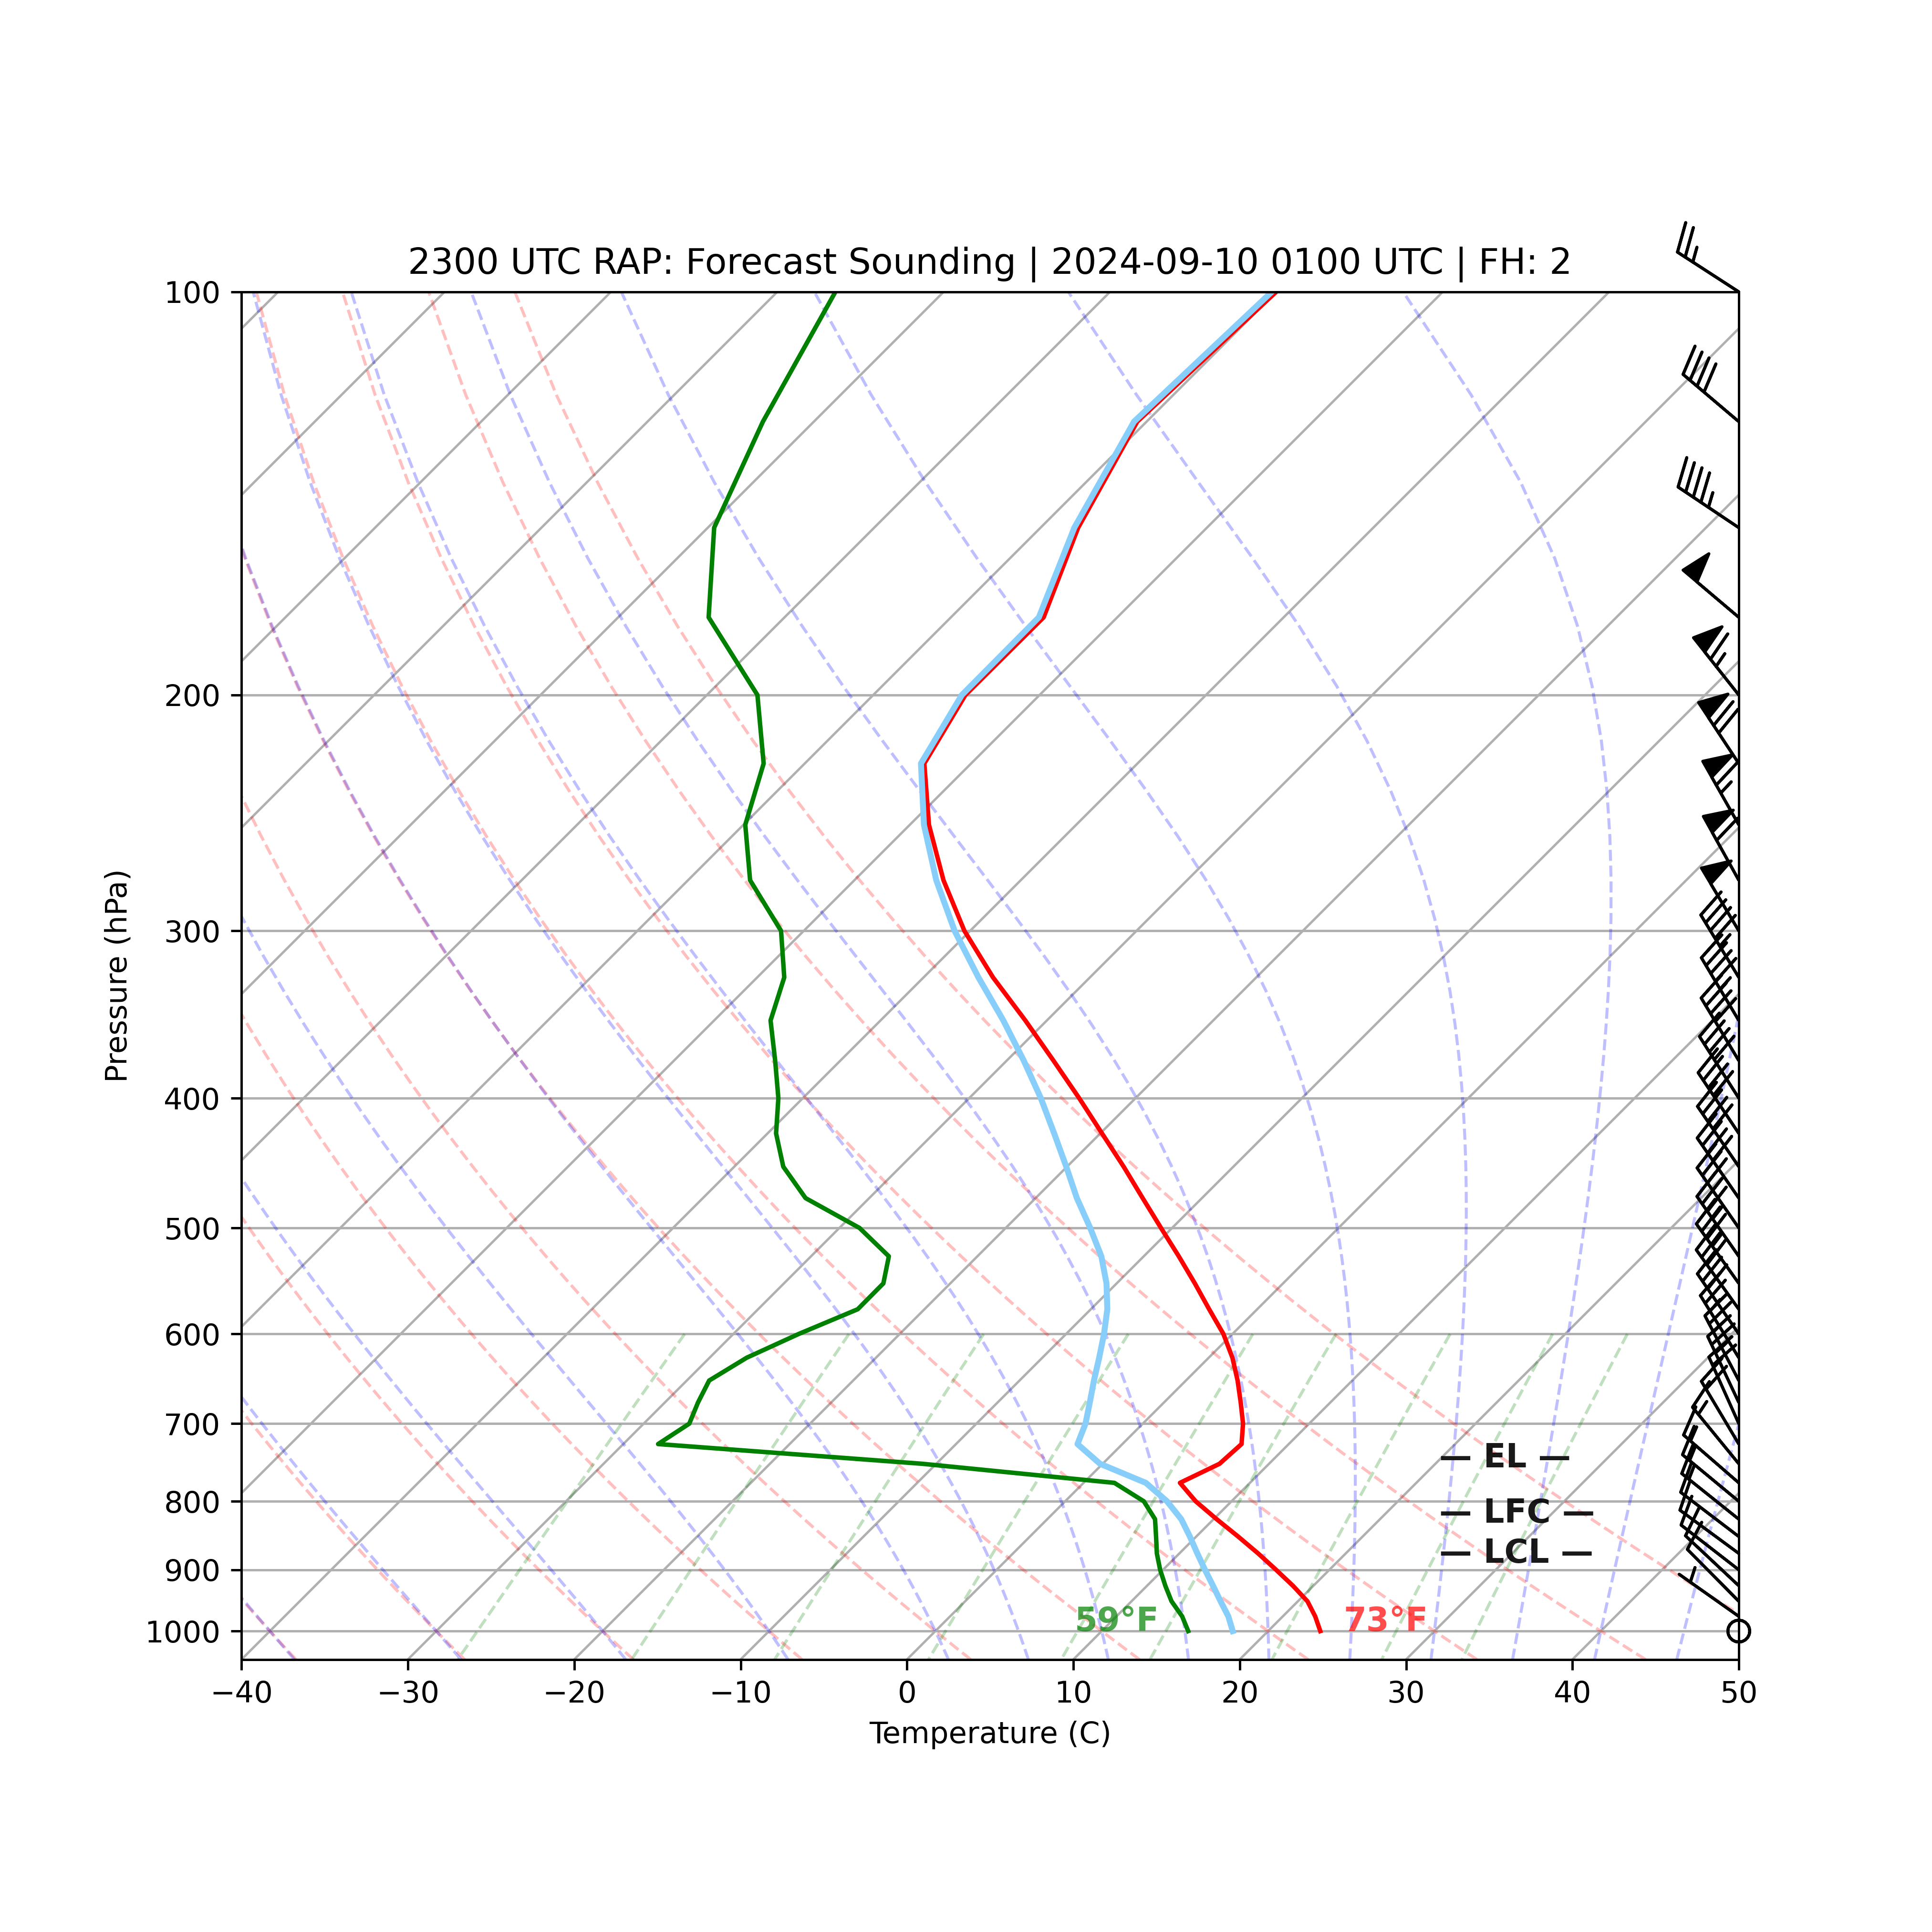 2300 UTC RAP: Forecast Sounding | 2024-09-10 0100 UTC | FH: 2
100
200
300
400
500
600
700
800
900
1000
Pressure (hPa)
— EL —
— LFC —
— LCL —
59°F
73°F
−40 −30 −20 −10 0 10 20 30 40 50
Temperature (C)